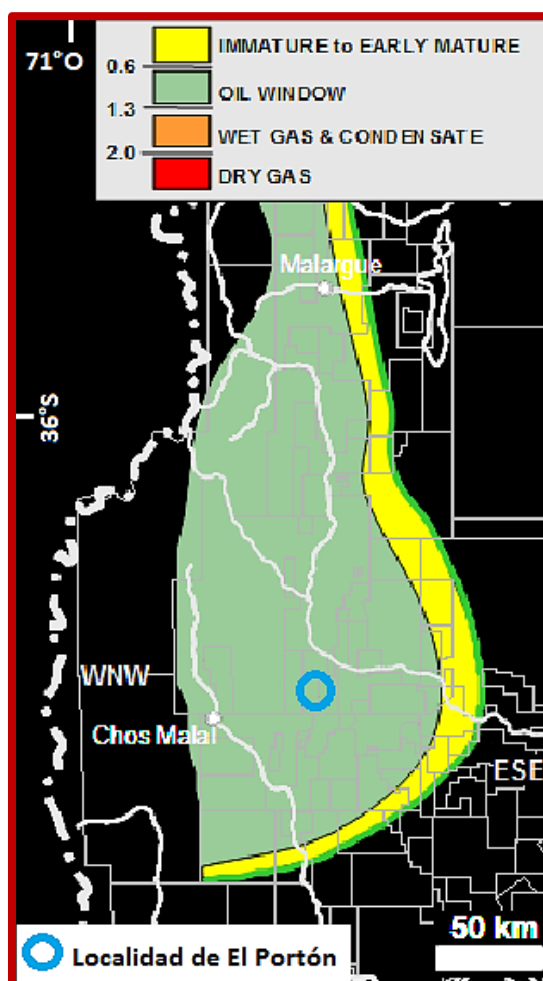 71°O
IMMATURE to EARLY MATURE
0.6
OIL WINDOW
1.3
WET GAS & CONDENSATE
2.0
DRY GAS
Malargue
36°S
WNW
Chos Malal
ESE
50 km
Localidad de El Portón